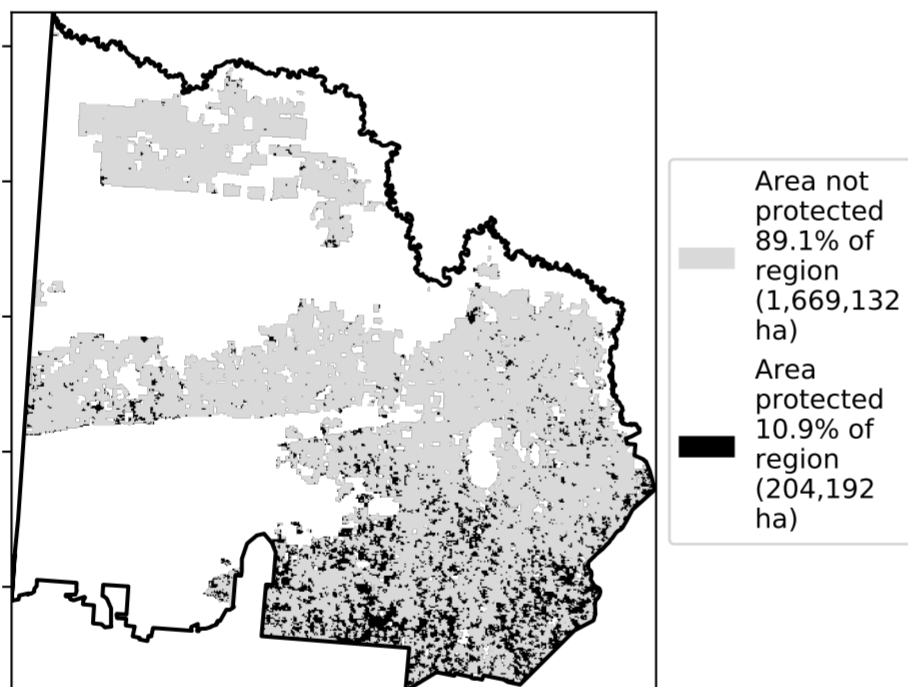 Area not
protected
89.1% of
region
(1,669,132
ha)
Area
protected
10.9% of
region
(204,192
ha)